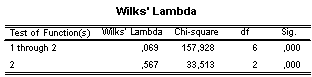 Wilks' Lambda
Test of Function(s) Wilks' Lambda Chi-square df Sig.
1 through 2 ,069 157,928 6 ,000
2 ,567 33,513 2 ,000